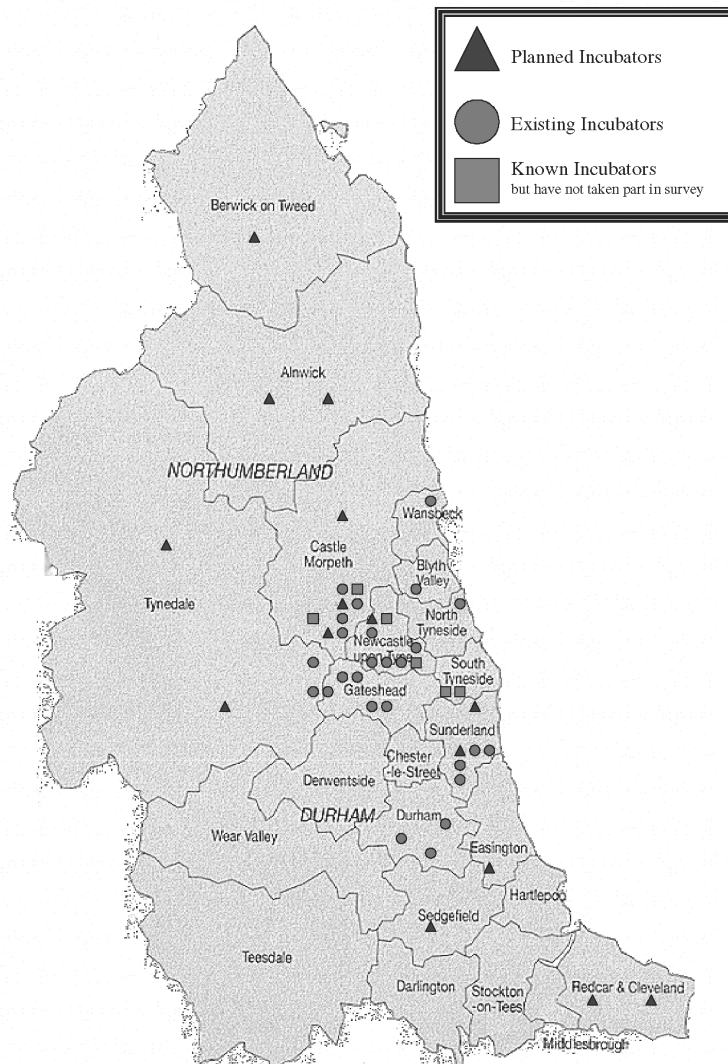 Planned Incubators
Existing Incubators
Known Incubators
but have not taken part in survey
Berwick on Tweed
Alnwick
NORTHUMBERLAND
Wansbeck
Castle
Morpeth
Blyth
Valley
Tynedale
North
Tyneside
Newcastle
upon Tyne
South
Tyneside
Gateshead
Sunderland
Chester
-le-Street
Derwentside
DURHAM
Durham
Wear Valley
Easington
Hartlepoo
Sedgefield
Teesdale
Darlington
Stockton
-on-Tees
Redcar & Cleveland
Middlesbrough